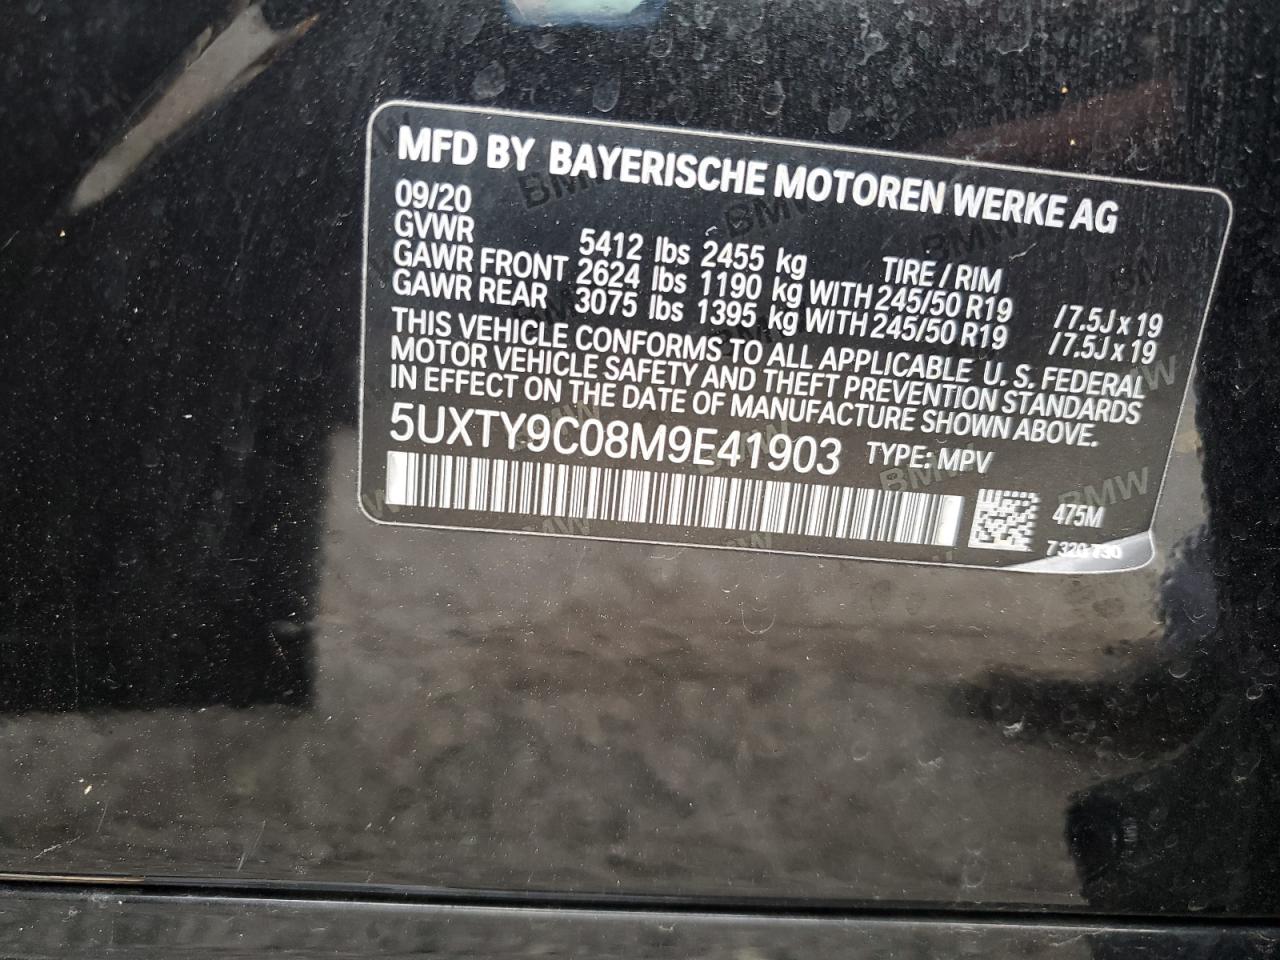 MFD BY BAYERISCHE MOTOREN WERKE AG
09/20
GVWR 5412 lbs 2455 kg TIRE / RIM
GAWR FRONT 2624 lbs 1190 kg WITH 245/50 R19 / 7.5J x 19
GAWR REAR 3075 lbs 1395 kg WITH 245/50 R19 / 7.5J x 19
THIS VEHICLE CONFORMS TO ALL APPLICABLE U. S. FEDERAL
MOTOR VEHICLE SAFETY AND THEFT PREVENTION STANDARDS
IN EFFECT ON THE DATE OF MANUFACTURE SHOWN ABOVE.
5UXTY9C08M9E41903 TYPE: MPV
475M
7 320 730